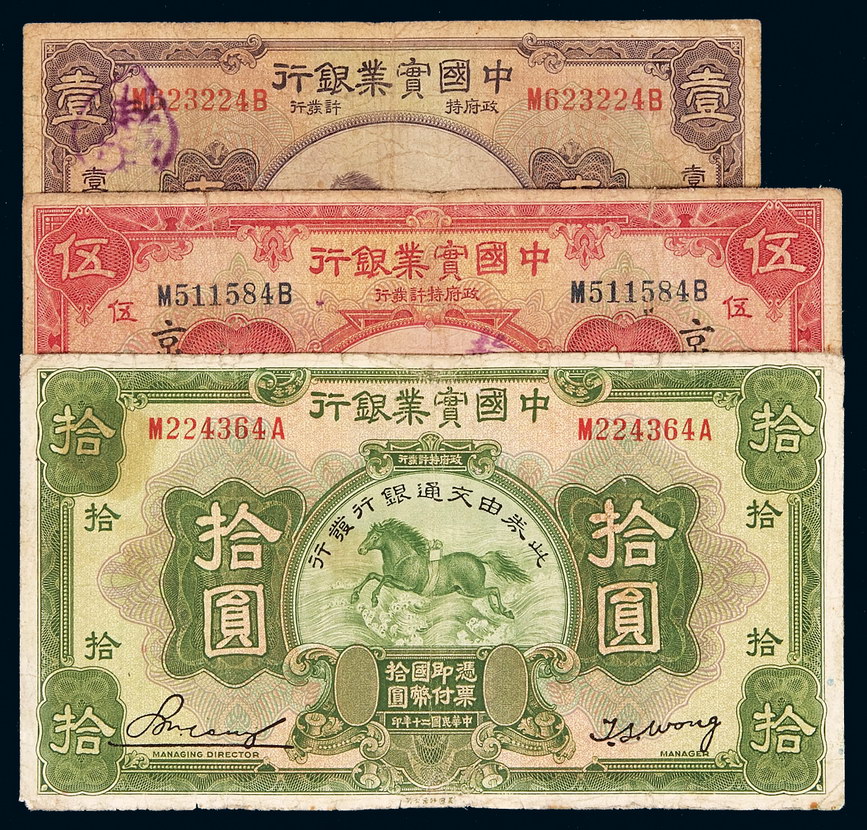 中國實業銀行
壹 壹
M623224B M623224B
政府特許發行
壹 壹
中國實業銀行
伍 伍
M511584B M511584B
政府特許發行
伍 伍
京 京
中國實業銀行
拾 拾
M224364A M224364A
政府特許發行
此券由交通銀行發行
拾 拾
拾圓 拾圓
拾 拾
憑票即付國幣拾圓
中華民國二十年印
拾 拾
T.S.Wong
MANAGING DIRECTOR
MANAGER